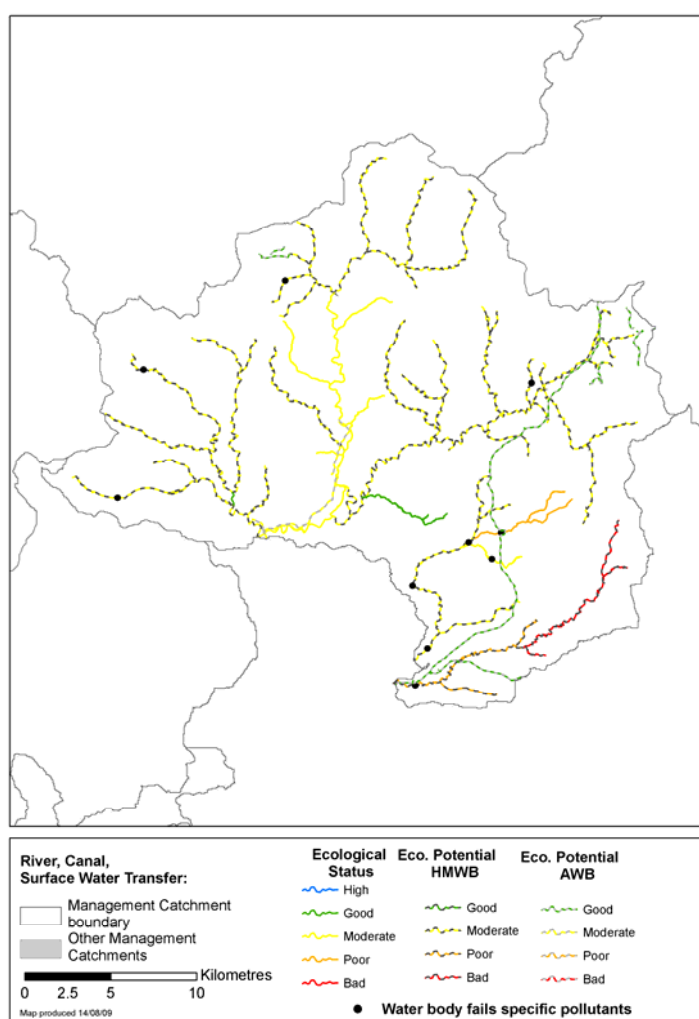 River, Canal,
Surface Water Transfer:
Management Catchment
boundary
Other Management
Catchments
Kilometres
0 2.5 5 10
Map produced 14/08/09
Ecological
Status
High
Good
Moderate
Poor
Bad
Eco. Potential
HMWB
Good
Moderate
Poor
Bad
Eco. Potential
AWB
Good
Moderate
Poor
Bad
Water body fails specific pollutants